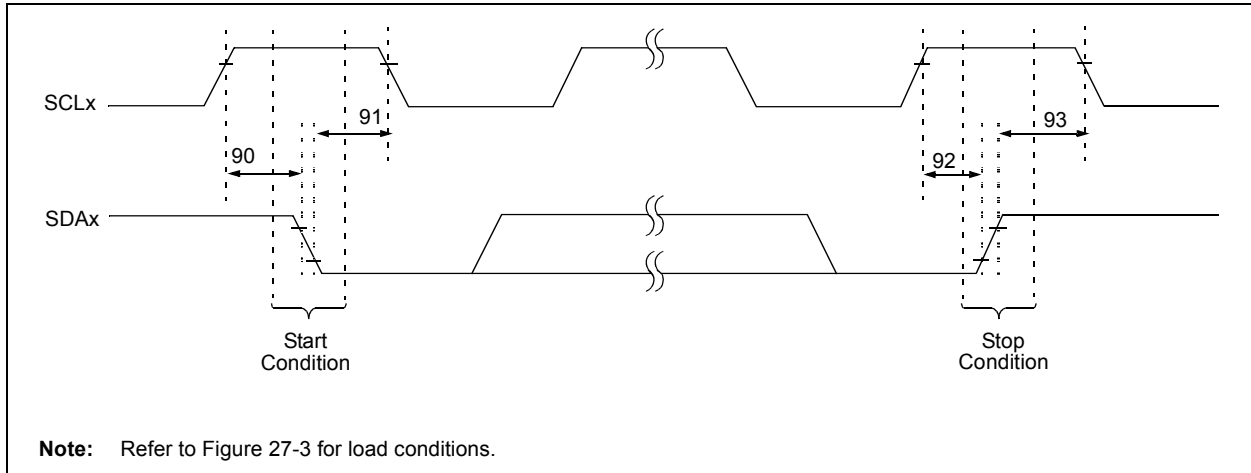 SCLx
91
93
90
92
SDAx
Start
Condition
Stop
Condition
Note: Refer to Figure 27-3 for load conditions.